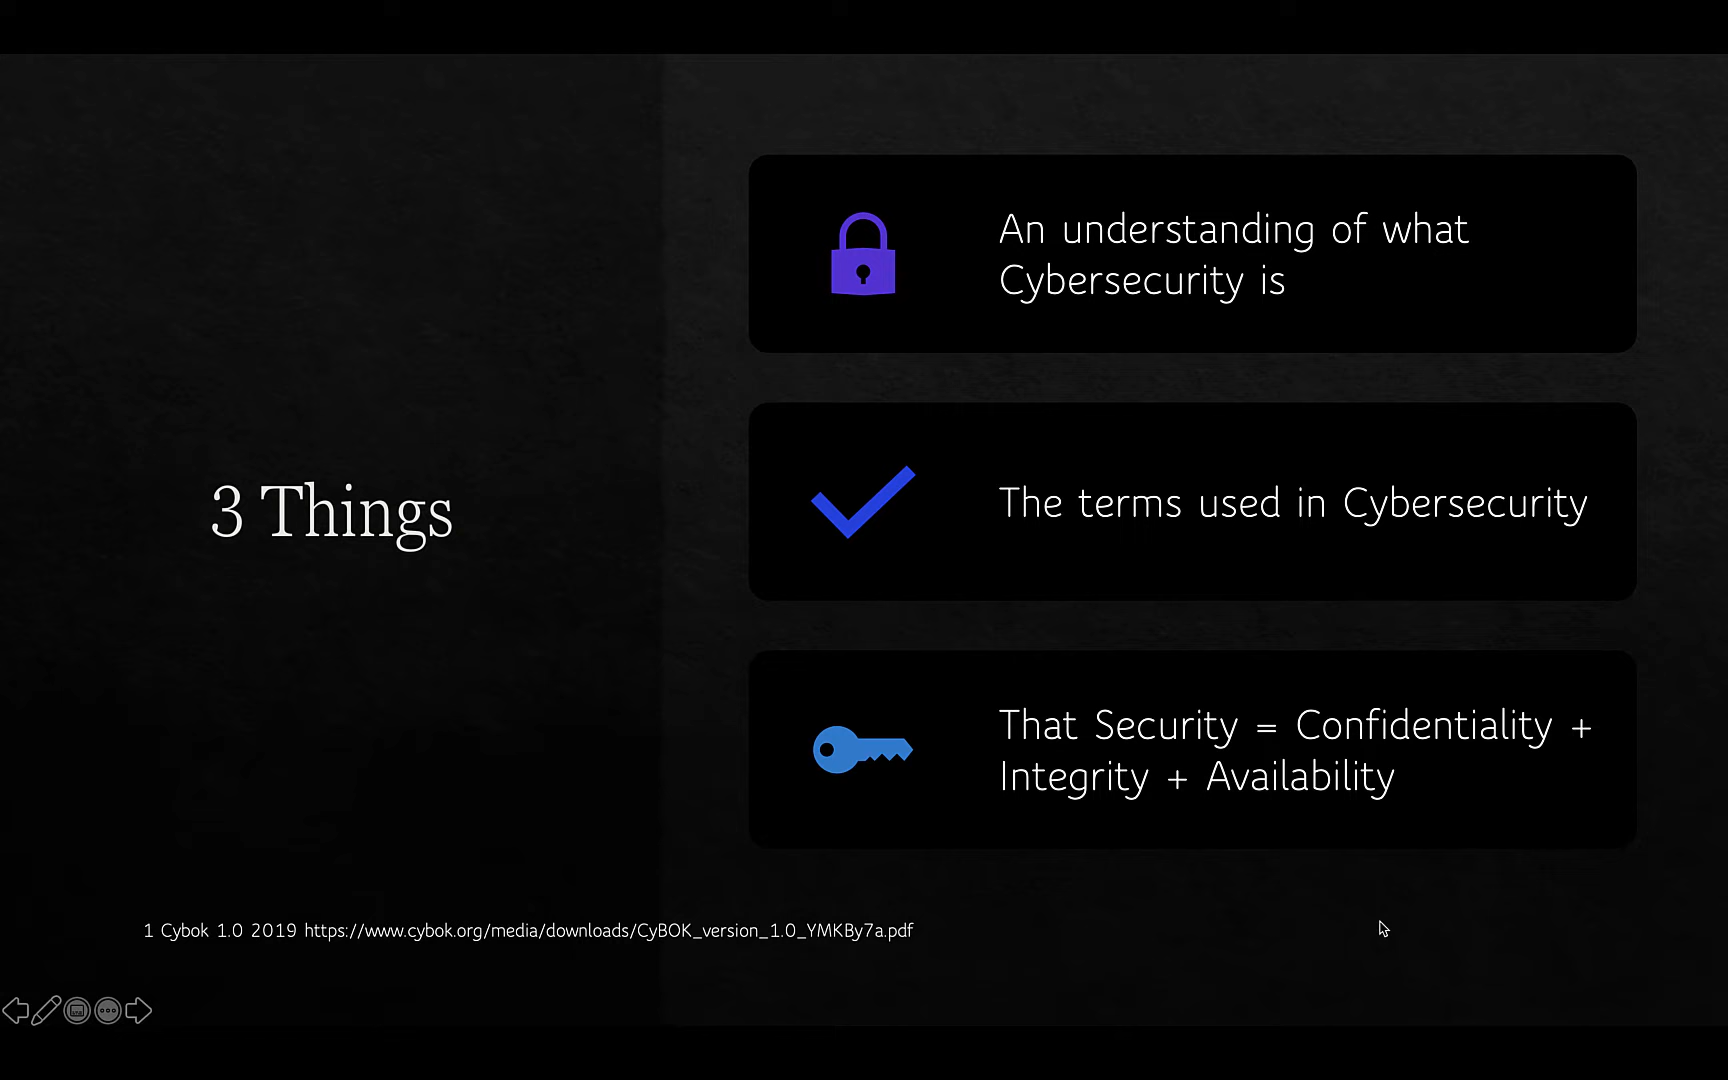 3 Things
An understanding of what
Cybersecurity is
The terms used in Cybersecurity
That Security = Confidentiality +
Integrity + Availability
1 Cybok 1.0 2019 https://www.cybok.org/media/downloads/CyBOK_version_1.0_YMKBy7a.pdf